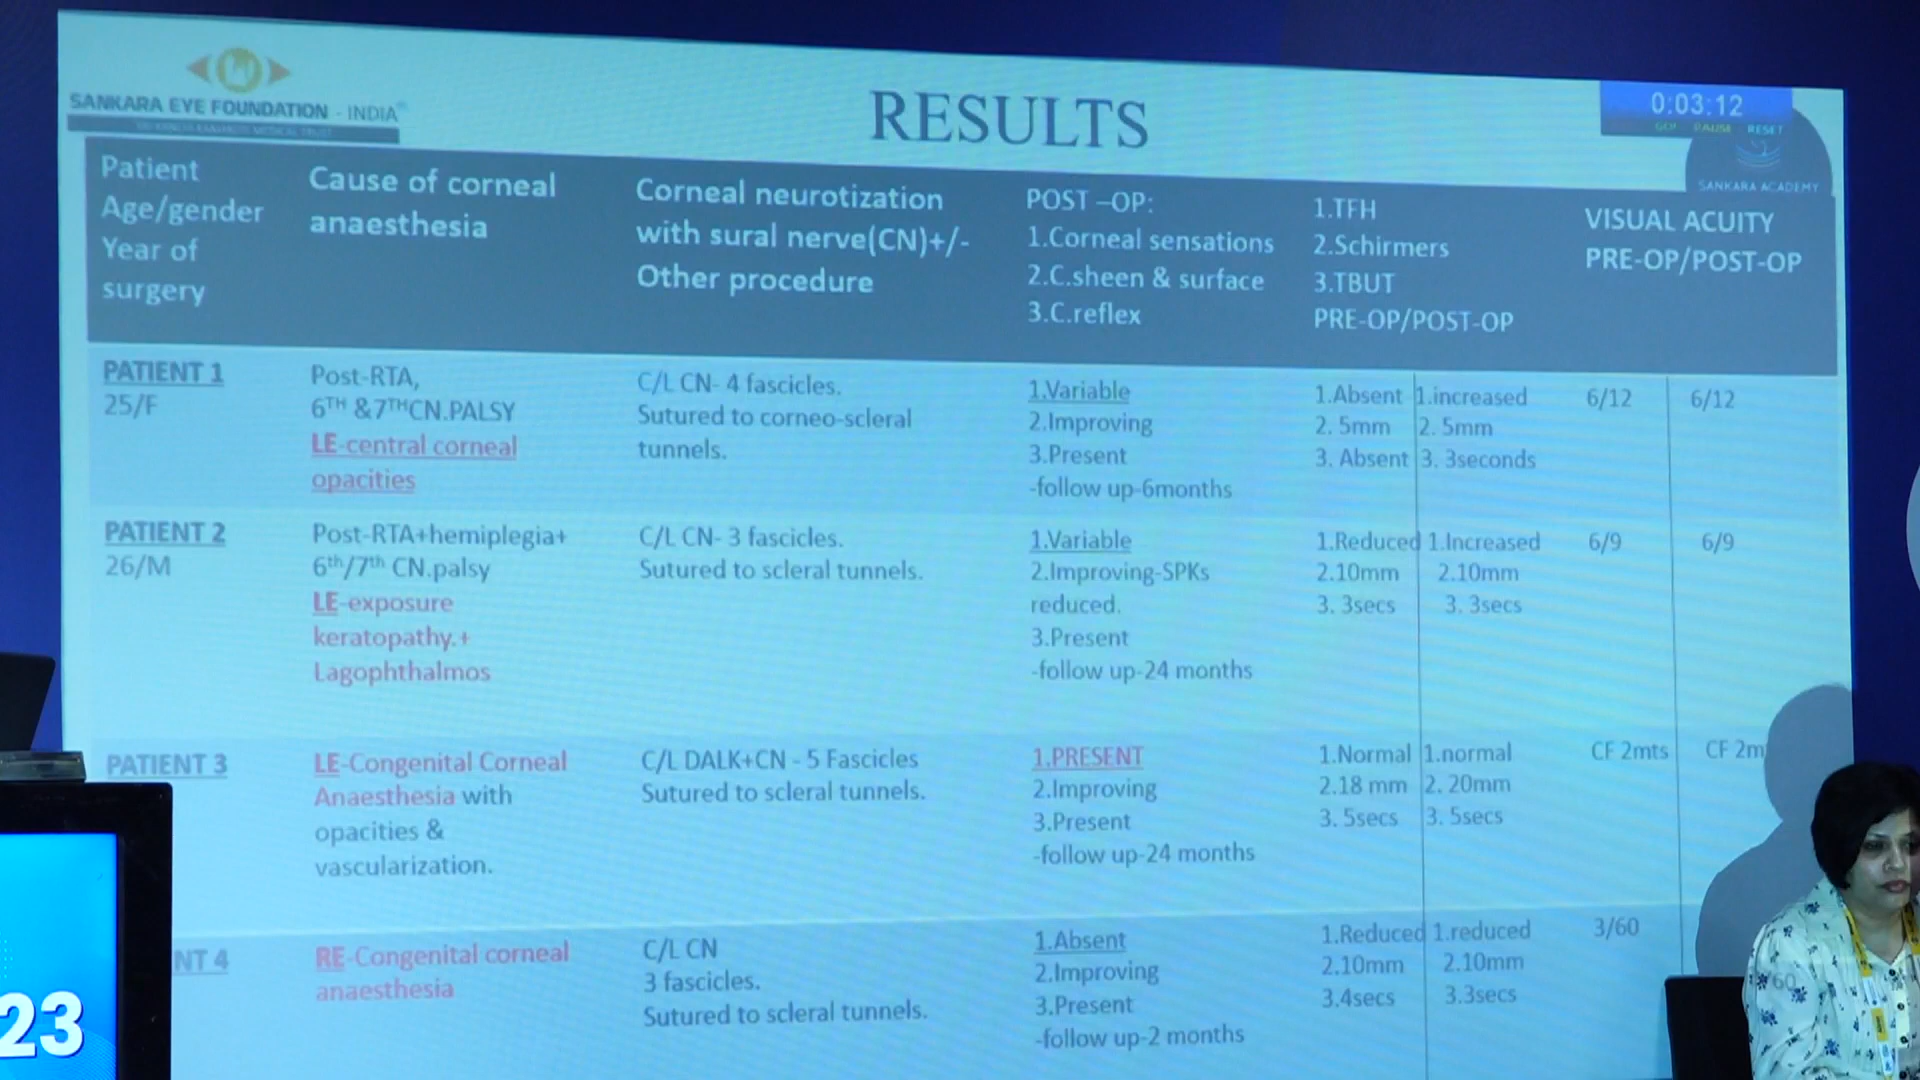 SANKARA EYE FOUNDATION - INDIA
RESULTS
0:03:12
GO! PAUSE RESET
SANKARA ACADEMY
Patient
Age/gender
Year of
surgery
Cause of corneal
anaesthesia
Corneal neurotization
with sural nerve(CN)+/-
Other procedure
POST –OP:
1.Corneal sensations
2.C.sheen & surface
3.C.reflex
1.TFH
2.Schirmers
3.TBUT
PRE-OP/POST-OP
VISUAL ACUITY
PRE-OP/POST-OP
PATIENT 1
25/F
Post-RTA,
6TH &7THCN.PALSY
LE-central corneal
opacities
C/L CN- 4 fascicles.
Sutured to corneo-scleral
tunnels.
1.Variable
2.Improving
3.Present
-follow up-6months
1.Absent
2. 5mm
3. Absent
1.increased
2. 5mm
3. 3seconds
6/12
6/12
PATIENT 2
26/M
Post-RTA+hemiplegia+
6th/7th CN.palsy
LE-exposure
keratopathy.+
Lagophthalmos
C/L CN- 3 fascicles.
Sutured to scleral tunnels.
1.Variable
2.Improving-SPKs
reduced.
3.Present
-follow up-24 months
1.Reduced
2.10mm
3. 3secs
1.Increased
2.10mm
3. 3secs
6/9
6/9
PATIENT 3
LE-Congenital Corneal
Anaesthesia with
opacities &
vascularization.
C/L DALK+CN - 5 Fascicles
Sutured to scleral tunnels.
1.PRESENT
2.Improving
3.Present
-follow up-24 months
1.Normal
2.18 mm
3. 5secs
1.normal
2. 20mm
3. 5secs
CF 2mts
CF 2m
NT 4
RE-Congenital corneal
anaesthesia
C/L CN
3 fascicles.
Sutured to scleral tunnels.
1.Absent
2.Improving
3.Present
-follow up-2 months
1.Reduced
2.10mm
3.4secs
1.reduced
2.10mm
3.3secs
3/60
60
23